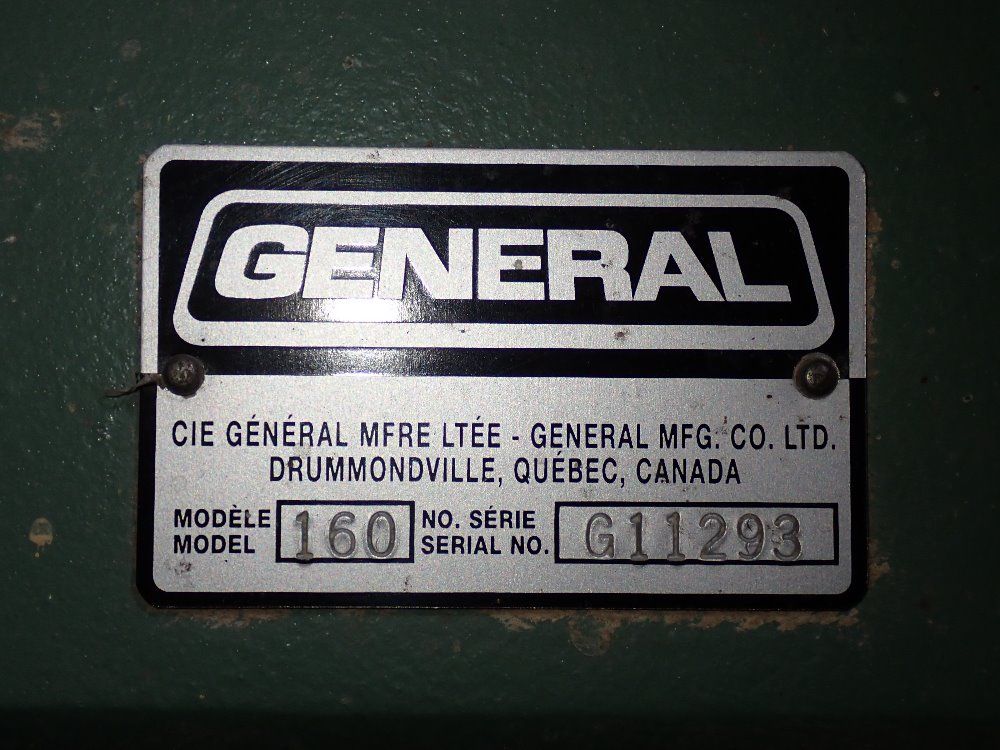 GENERAL
CIE GÉNÉRAL MFRE LTÉE - GENERAL MFG. CO. LTD.
DRUMMONDVILLE, QUÉBEC, CANADA
MODÈLE NO. SÉRIE
MODEL 160 SERIAL NO. G11293